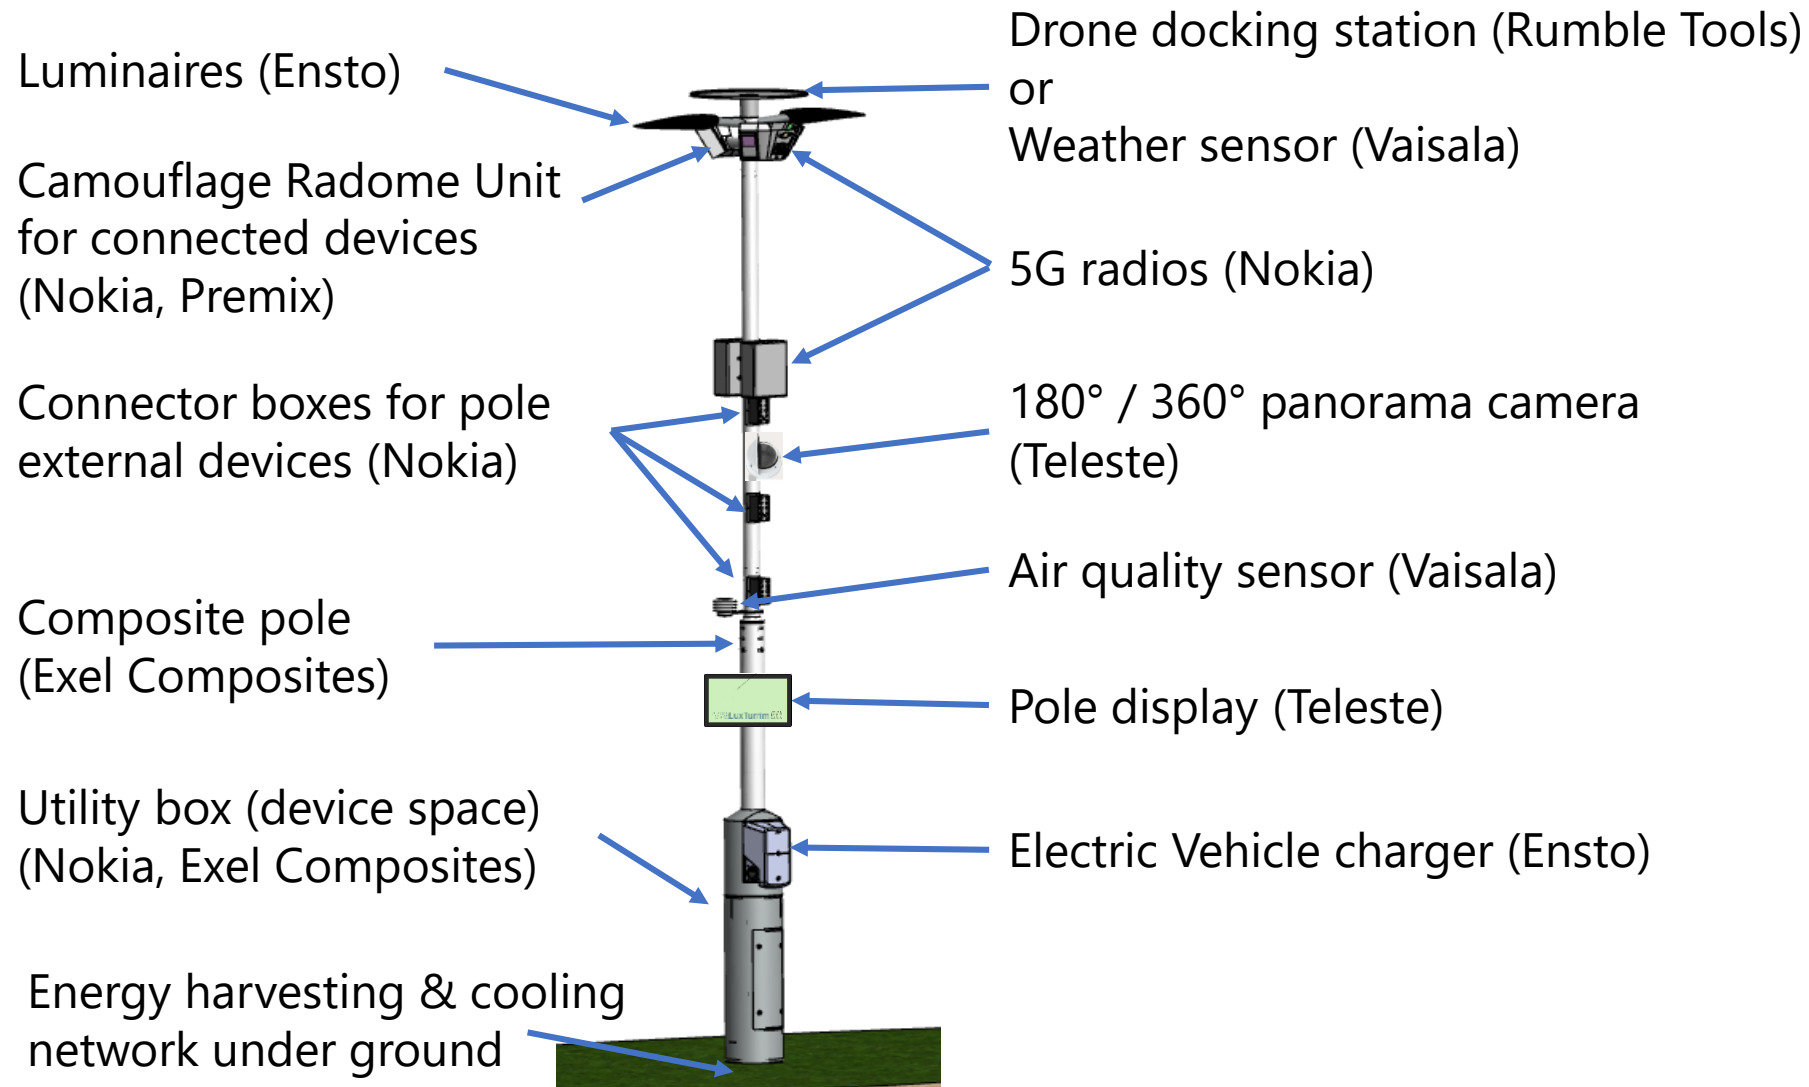 Luminaires (Ensto)
Camouflage Radome Unit
for connected devices
(Nokia, Premix)
Connector boxes for pole
external devices (Nokia)
Composite pole
(Exel Composites)
Utility box (device space)
(Nokia, Exel Composites)
Energy harvesting & cooling
network under ground
Drone docking station (Rumble Tools)
or
Weather sensor (Vaisala)
5G radios (Nokia)
180° / 360° panorama camera
(Teleste)
Air quality sensor (Vaisala)
Pole display (Teleste)
Electric Vehicle charger (Ensto)